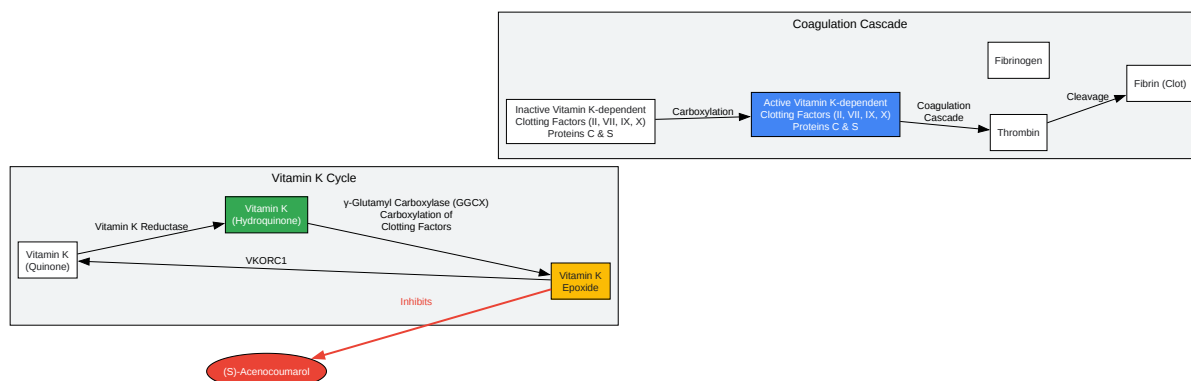 Coagulation Cascade
Fibrinogen
Fibrin (Clot)
Inactive Vitamin K-dependent
Clotting Factors (II, VII, IX, X)
Proteins C & S
Carboxylation
Active Vitamin K-dependent
Clotting Factors (II, VII, IX, X)
Proteins C & S
Coagulation
Cascade
Thrombin
Cleavage
Vitamin K Cycle
Vitamin K
(Quinone)
Vitamin K Reductase
Vitamin K
(Hydroquinone)
γ-Glutamyl Carboxylase (GGCX)
Carboxylation of
Clotting Factors
VKORC1
Vitamin K
Epoxide
Inhibits
(S)-Acenocoumarol